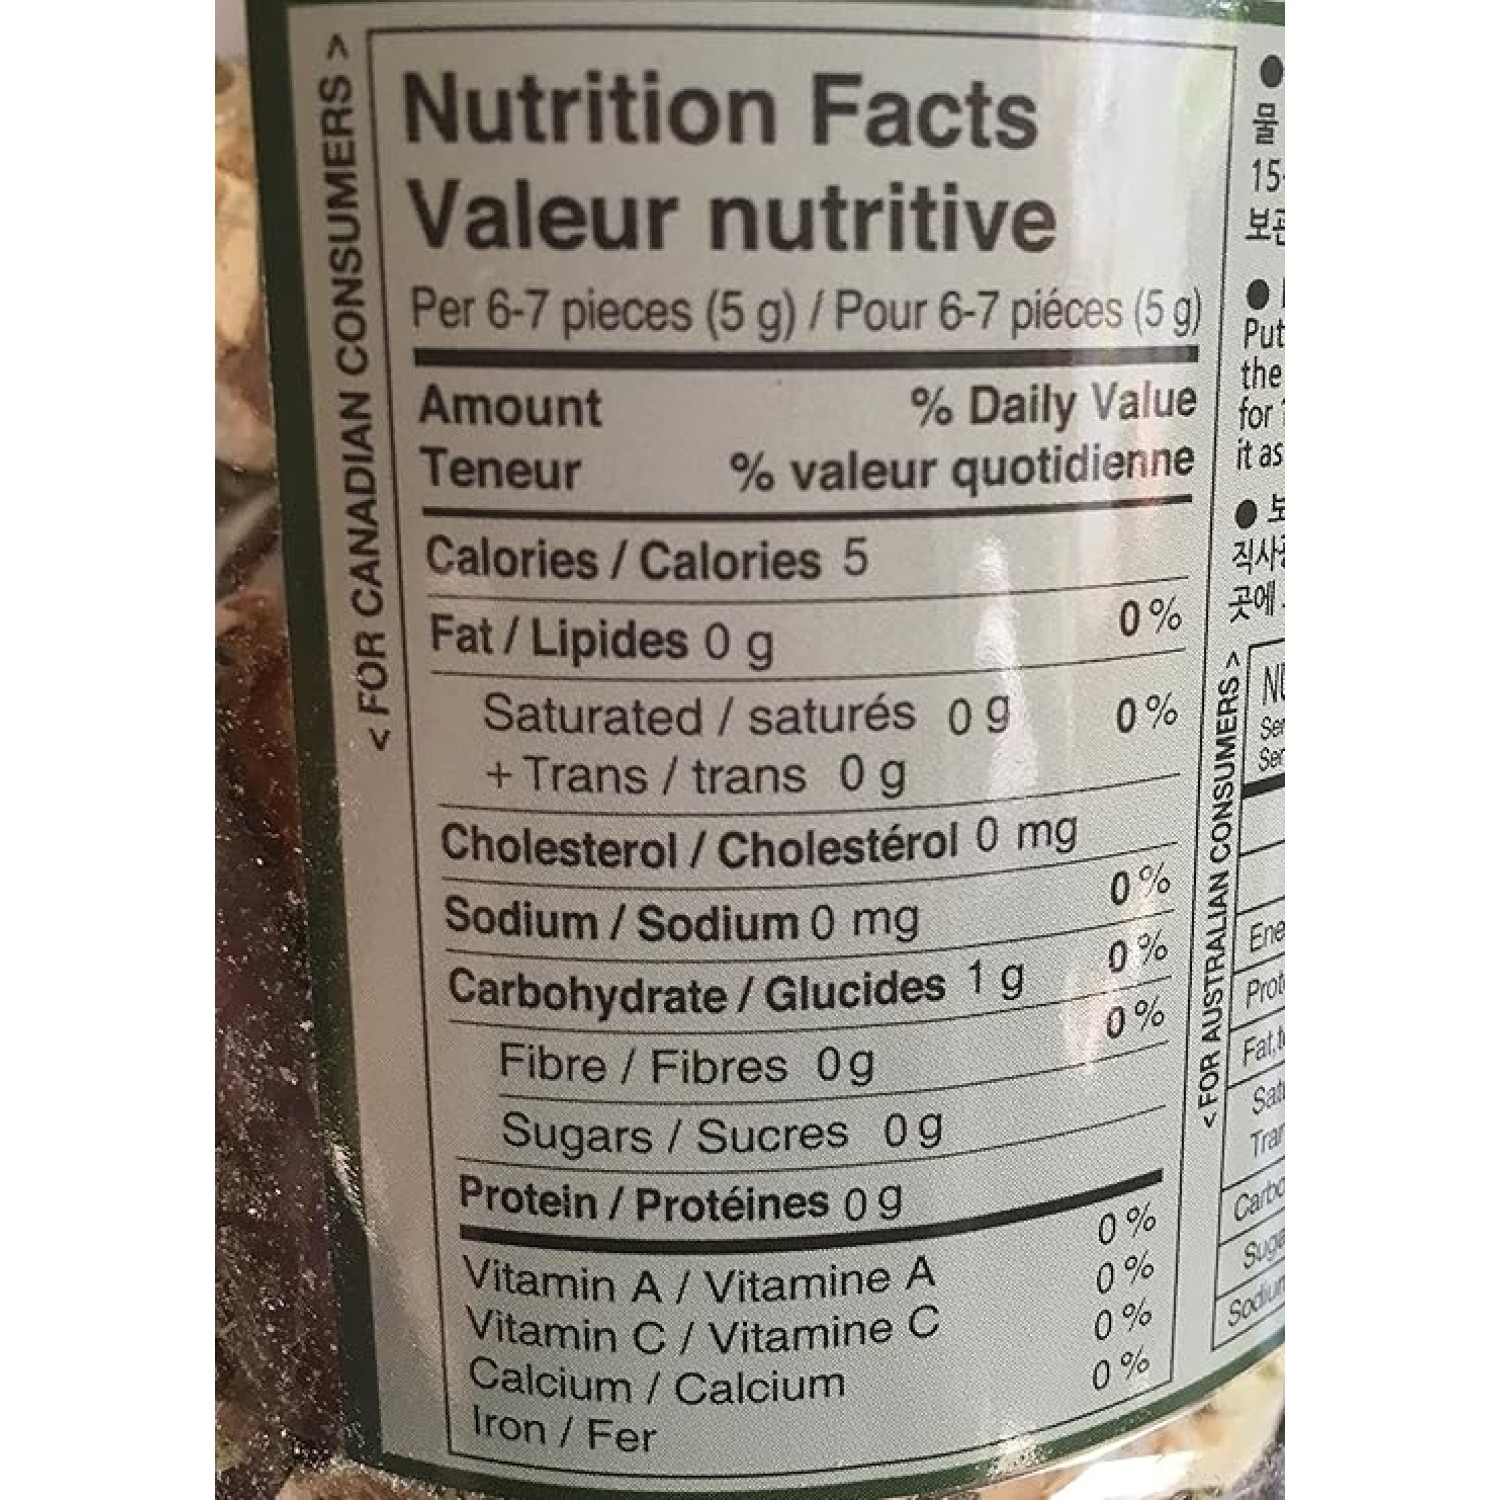 < FOR CANADIAN CONSUMERS >
Nutrition Facts
Valeur nutritive
Per 6-7 pieces (5 g) / Pour 6-7 piéces (5 g)
Amount % Daily Value
Teneur % valeur quotidienne
Calories / Calories 5
Fat / Lipides 0 g 0 %
Saturated / saturés 0 g 0 %
+ Trans / trans 0 g
Cholesterol / Cholestérol 0 mg
Sodium / Sodium 0 mg 0 %
Carbohydrate / Glucides 1 g 0 %
Fibre / Fibres 0 g 0 %
Sugars / Sucres 0 g
Protein / Protéines 0 g
Vitamin A / Vitamine A 0 %
Vitamin C / Vitamine C 0 %
Calcium / Calcium 0 %
Iron / Fer 0 %
●
물
15
●
Put
the
for
it as
●
곳에
< FOR AUSTRALIAN CONSUMERS >